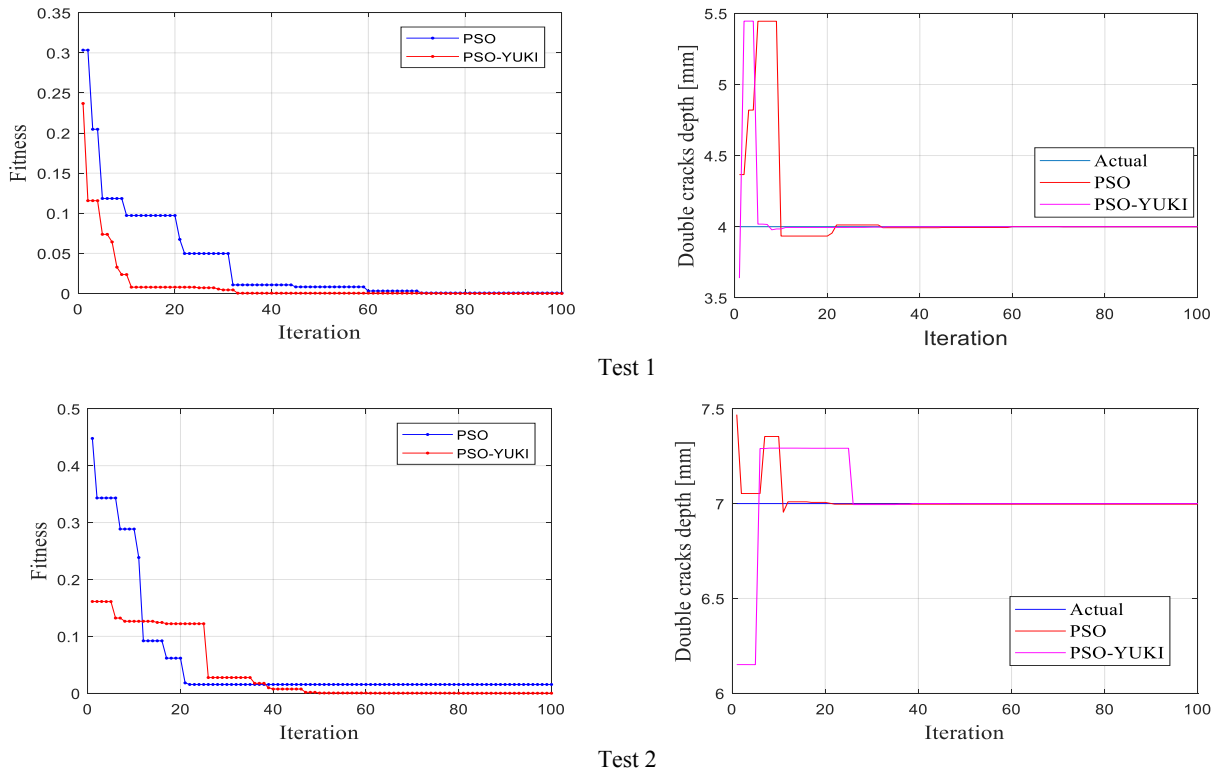 0.35
0.3
0.25
0.2
0.15
0.1
0.05
0
Fitness
PSO
PSO-YUKI
0 20 40 60 80 100
Iteration
5.5
5
4.5
4
3.5
Double cracks depth [mm]
Actual
PSO
PSO-YUKI
0 20 40 60 80 100
Iteration
Test 1
0.5
0.4
0.3
0.2
0.1
0
Fitness
PSO
PSO-YUKI
0 20 40 60 80 100
Iteration
7.5
7
6.5
6
Double cracks depth [mm]
Actual
PSO
PSO-YUKI
0 20 40 60 80 100
Iteration
Test 2